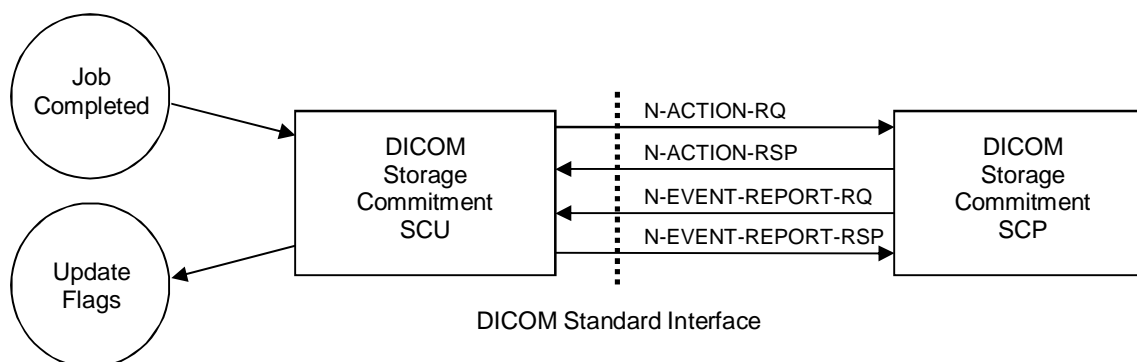 Job
Completed
DICOM
Storage
Commitment
SCU
N-ACTION-RQ
N-ACTION-RSP
N-EVENT-REPORT-RQ
N-EVENT-REPORT-RSP
DICOM
Storage
Commitment
SCP
Update
Flags
DICOM Standard Interface